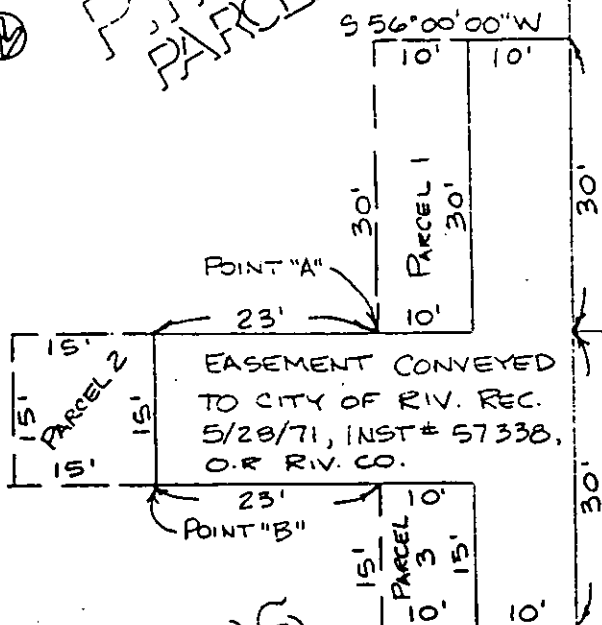 PARCE
S 56°00'00" W
10' 10'
30' PARCEL 1 30' 30'
POINT "A"
23' 10'
15' PARCEL 2 15' 15' 15'
EASEMENT CONVEYED
TO CITY OF RIV. REC.
5/28/71, INST # 57338,
O.R RIV. CO.
23' 10'
POINT "B"
15' PARCEL 3 15' 30'
10' 10'